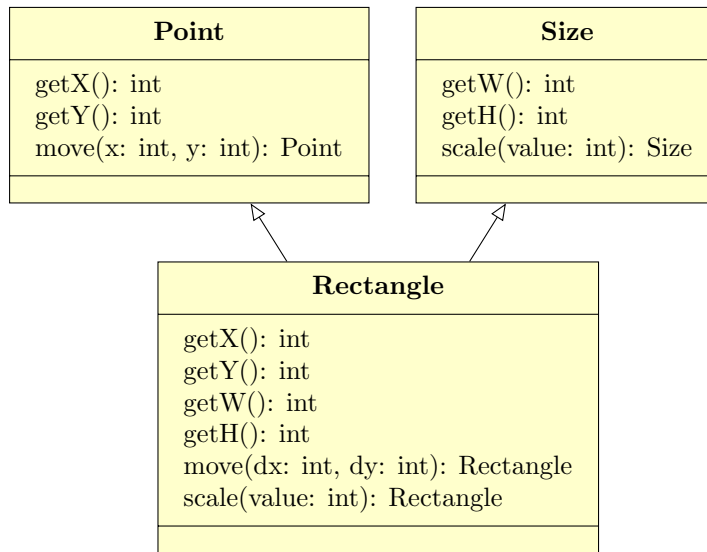 Point
getX(): int
getY(): int
move(x: int, y: int): Point
Size
getW(): int
getH(): int
scale(value: int): Size
Rectangle
getX(): int
getY(): int
getW(): int
getH(): int
move(dx: int, dy: int): Rectangle
scale(value: int): Rectangle